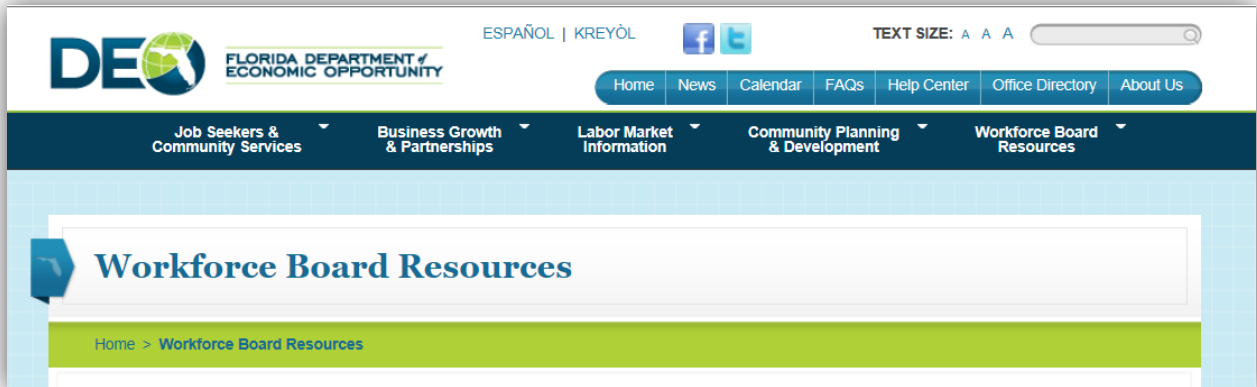 ESPAÑOL | KREYÒL
TEXT SIZE: A A A
DEO
FLORIDA DEPARTMENT of
ECONOMIC OPPORTUNITY
Home News Calendar FAQs Help Center Office Directory About Us
Job Seekers &
Community Services
Business Growth
& Partnerships
Labor Market
Information
Community Planning
& Development
Workforce Board
Resources
Workforce Board Resources
Home > Workforce Board Resources